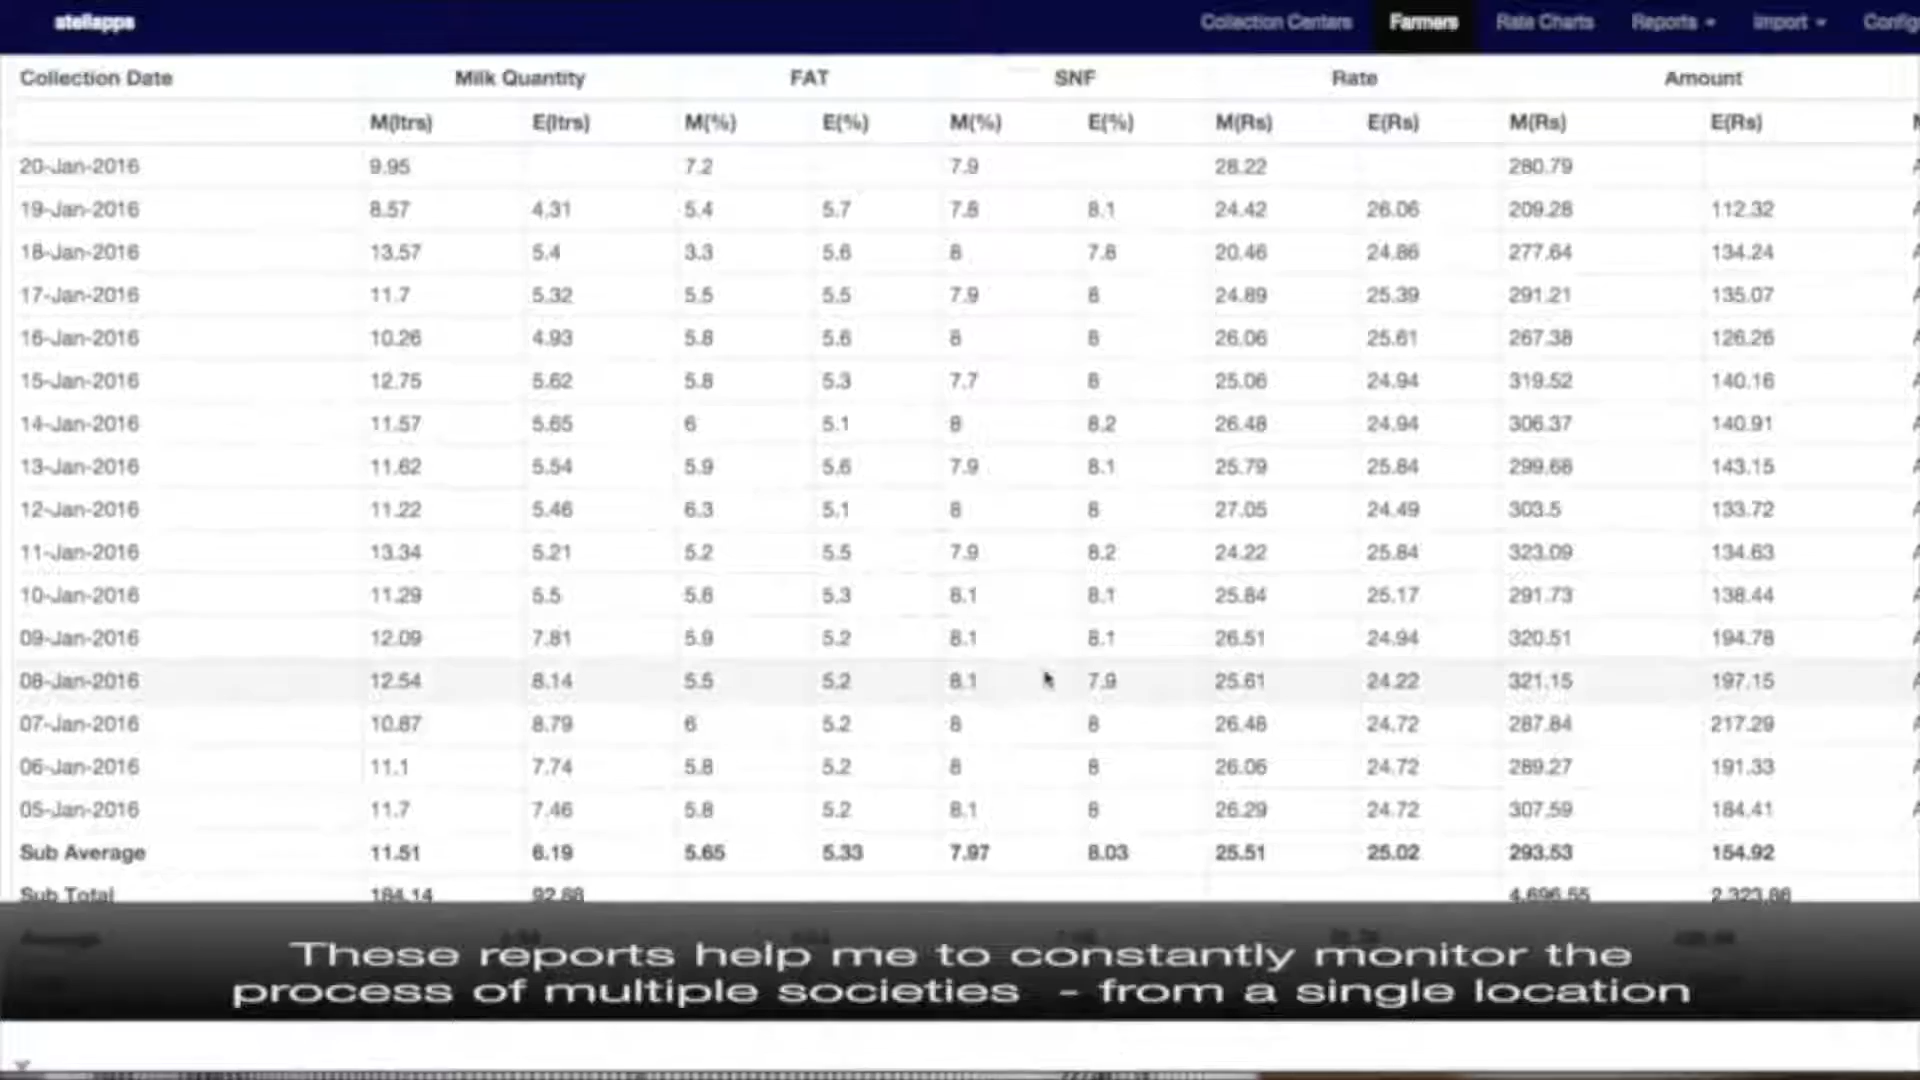 stellapps Collection Centers Farmers Rate Charts Reports Import Config
Collection Date Milk Quantity FAT SNF Rate Amount
M(ltrs) E(ltrs) M(%) E(%) M(%) E(%) M(Rs) E(Rs) M(Rs) E(Rs)
20-Jan-2016 9.95 7.2 7.9 28.22 280.79
19-Jan-2016 8.57 4.31 5.4 5.7 7.8 8.1 24.42 26.06 209.28 112.32
18-Jan-2016 13.57 5.4 3.3 5.6 8 7.8 20.46 24.86 277.64 134.24
17-Jan-2016 11.7 5.32 5.5 5.5 7.9 8 24.89 25.39 291.21 135.07
16-Jan-2016 10.26 4.93 5.8 5.6 8 8 26.06 25.61 267.38 126.26
15-Jan-2016 12.75 5.62 5.8 5.3 7.7 8 25.06 24.94 319.52 140.16
14-Jan-2016 11.57 5.65 6 5.1 8 8.2 26.48 24.94 306.37 140.91
13-Jan-2016 11.62 5.54 5.9 5.6 7.9 8.1 25.79 25.84 299.68 143.15
12-Jan-2016 11.22 5.46 6.3 5.1 8 8 27.05 24.49 303.5 133.72
11-Jan-2016 13.34 5.21 5.2 5.5 7.9 8.2 24.22 25.84 323.09 134.63
10-Jan-2016 11.29 5.5 5.6 5.3 8.1 8.1 25.84 25.17 291.73 138.44
09-Jan-2016 12.09 7.81 5.9 5.2 8.1 8.1 26.51 24.94 320.51 194.78
08-Jan-2016 12.54 8.14 5.5 5.2 8.1 7.9 25.61 24.22 321.15 197.15
07-Jan-2016 10.87 8.79 6 5.2 8 8 26.48 24.72 287.84 217.29
06-Jan-2016 11.1 7.74 5.8 5.2 8 8 26.06 24.72 289.27 191.33
05-Jan-2016 11.7 7.46 5.8 5.2 8.1 8 26.29 24.72 307.59 184.41
Sub Average 11.51 6.19 5.65 5.33 7.97 8.03 25.51 25.02 293.53 154.92
Sub Total 184.14 92.88 4,696.55 2,323.86
Average
These reports help me to constantly monitor the
process of multiple societies - from a single location